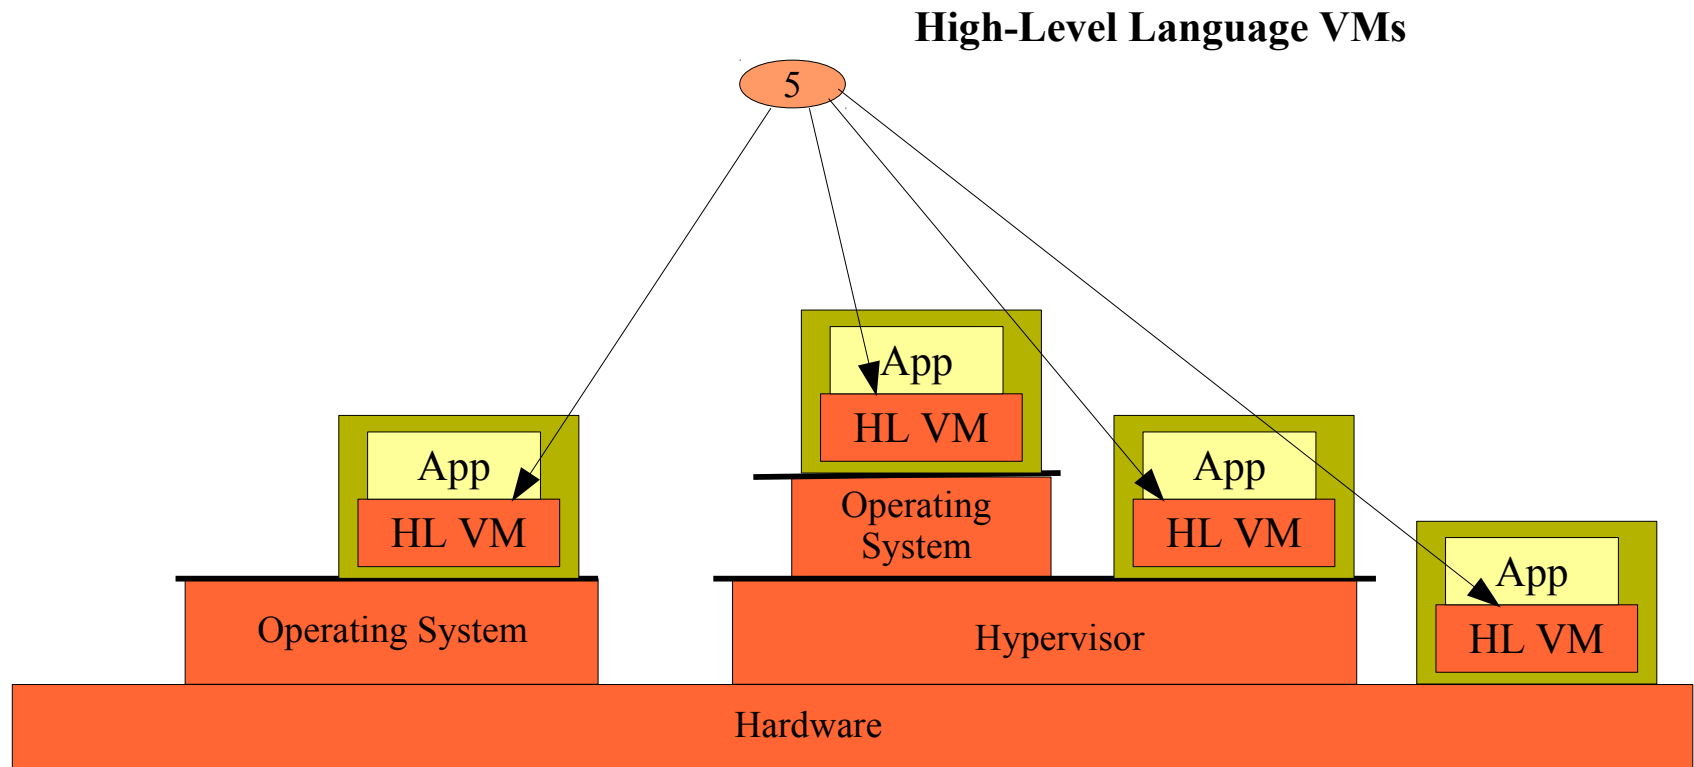 High-Level Language VMs
5
App
HL VM
App
HL VM
Operating
System
App
HL VM
App
HL VM
Operating System
Hypervisor
Hardware